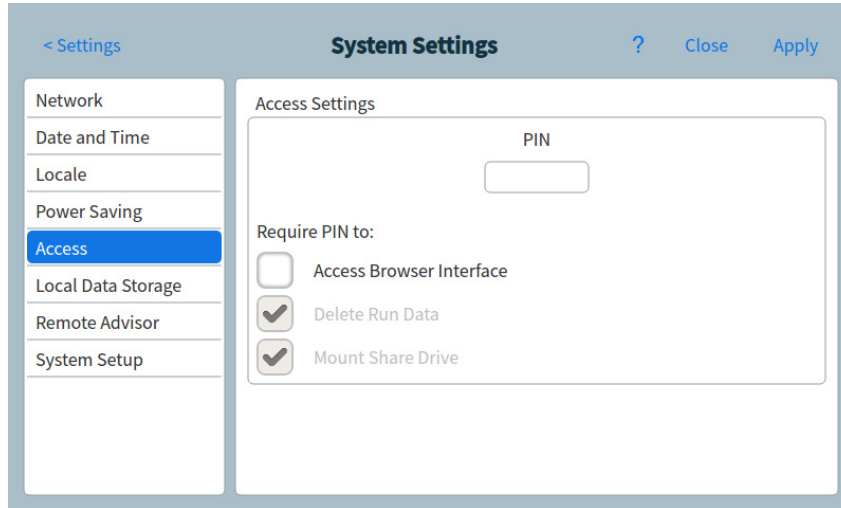 < Settings System Settings ? Close Apply
Network
Date and Time
Locale
Power Saving
Access
Local Data Storage
Remote Advisor
System Setup
Access Settings
PIN
Require PIN to:
Access Browser Interface
Delete Run Data
Mount Share Drive